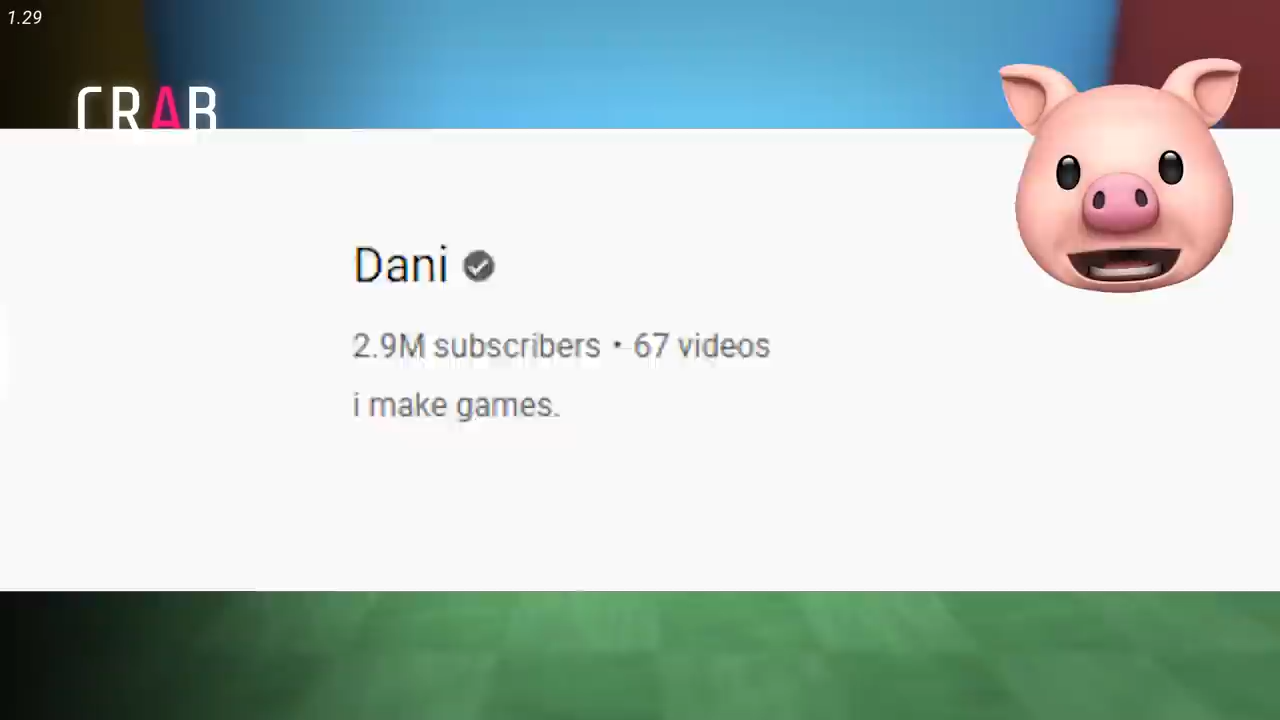 1.29
CRAB
Dani
2.9M subscribers • 67 videos
i make games.